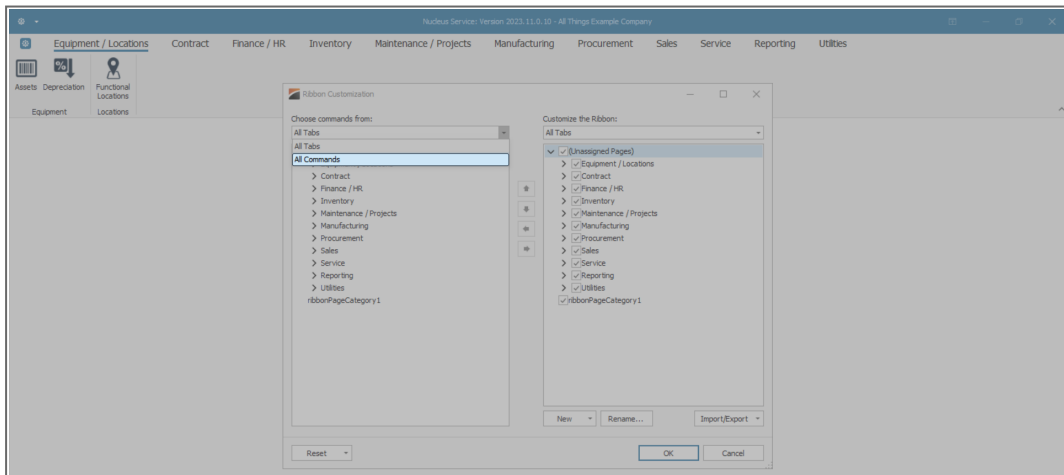 Nucleus Service: Version 2023.11.0.10 - All Things Example Company
Equipment / Locations Contract Finance / HR Inventory Maintenance / Projects Manufacturing Procurement Sales Service Reporting Utilities
Assets Depreciation Functional Locations
Equipment Locations
Ribbon Customization
Choose commands from:
All Tabs
All Tabs
All Commands
Contract
Finance / HR
Inventory
Maintenance / Projects
Manufacturing
Procurement
Sales
Service
Reporting
Utilities
ribbonPageCategory1
Customize the Ribbon:
All Tabs
(Unassigned Pages)
Equipment / Locations
Contract
Finance / HR
Inventory
Maintenance / Projects
Manufacturing
Procurement
Sales
Service
Reporting
Utilities
ribbonPageCategory1
New Rename... Import/Export
Reset OK Cancel